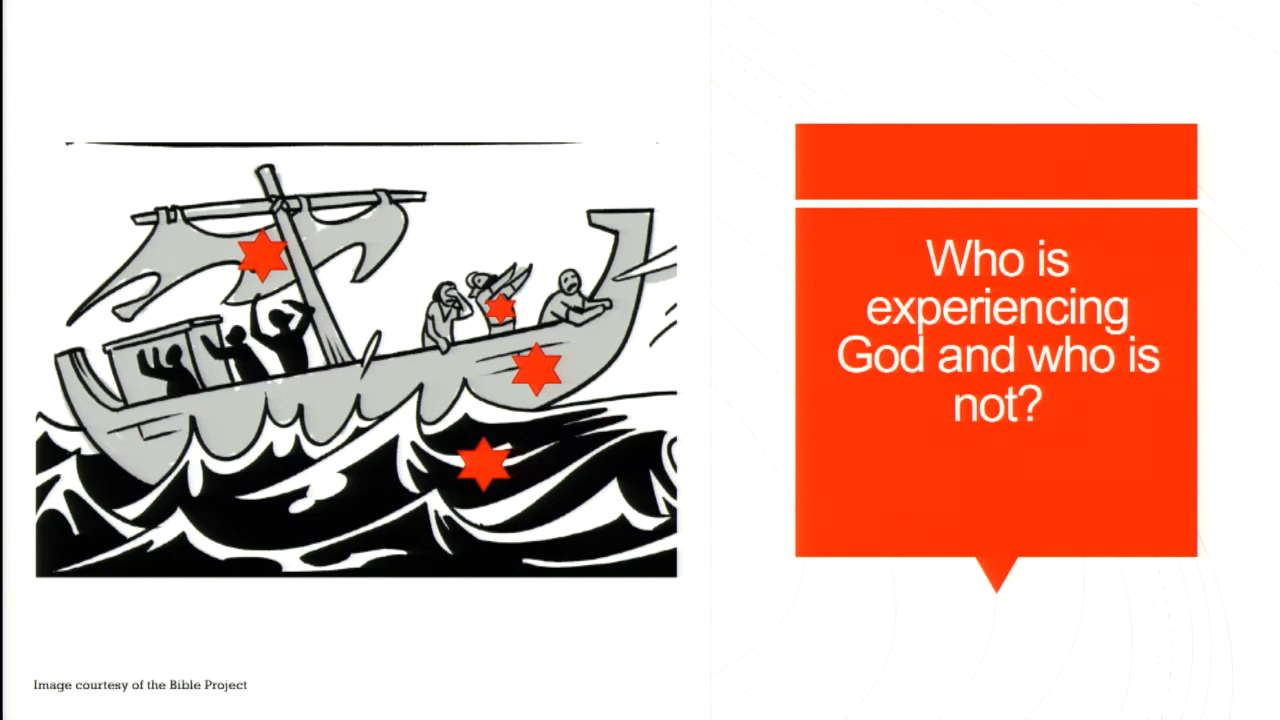 Who is
experiencing
God and who is
not?
Image courtesy of the Bible Project